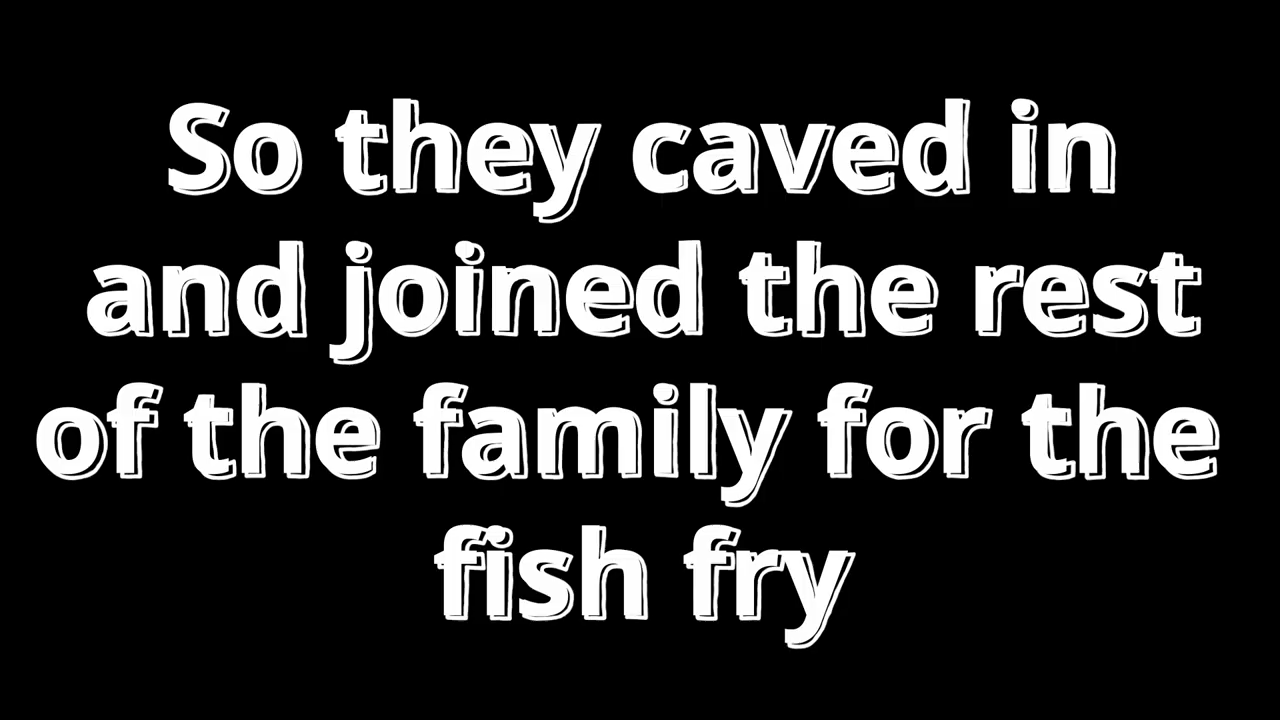 So they caved in
and joined the rest
of the family for the
fish fry